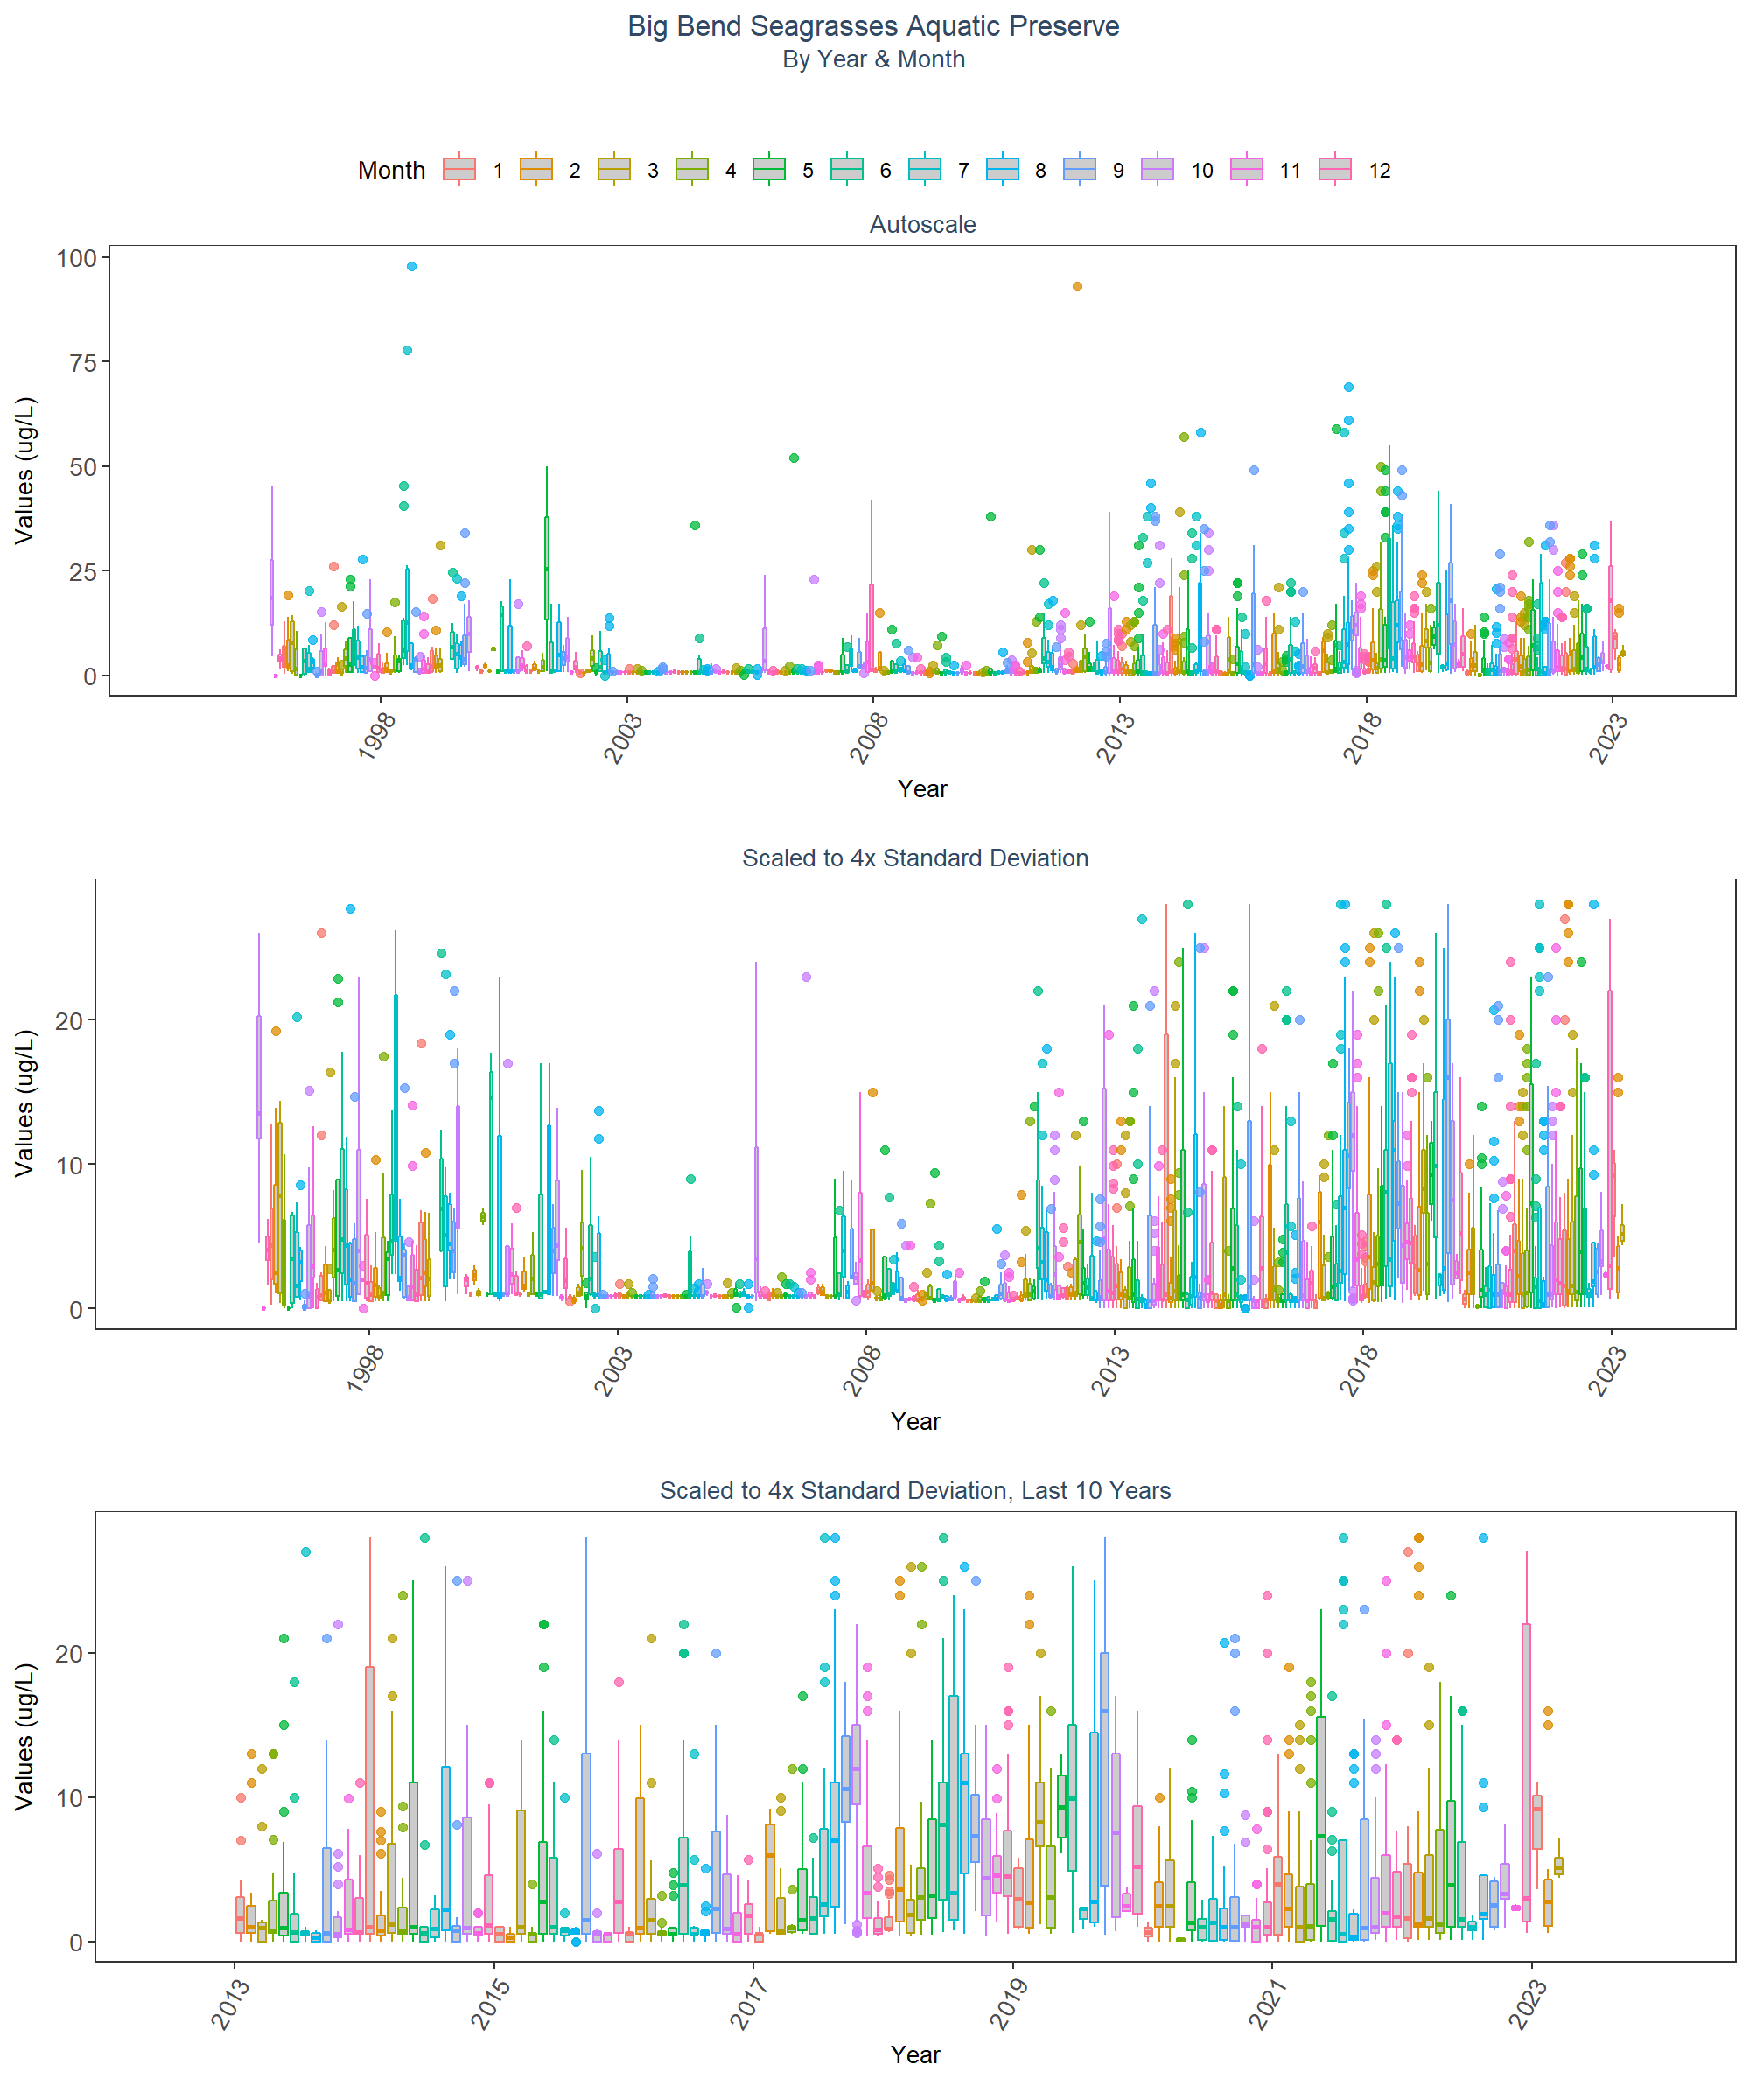 Big Bend Seagrasses Aquatic Preserve
By Year & Month
Month 1 2 3 4 5 6 7 8 9 10 11 12
Autoscale
Values (ug/L)
100
75
50
25
0
1998 2003 2008 2013 2018 2023
Year
Scaled to 4x Standard Deviation
Values (ug/L)
20
10
0
1998 2003 2008 2013 2018 2023
Year
Scaled to 4x Standard Deviation, Last 10 Years
Values (ug/L)
20
10
0
2013 2015 2017 2019 2021 2023
Year